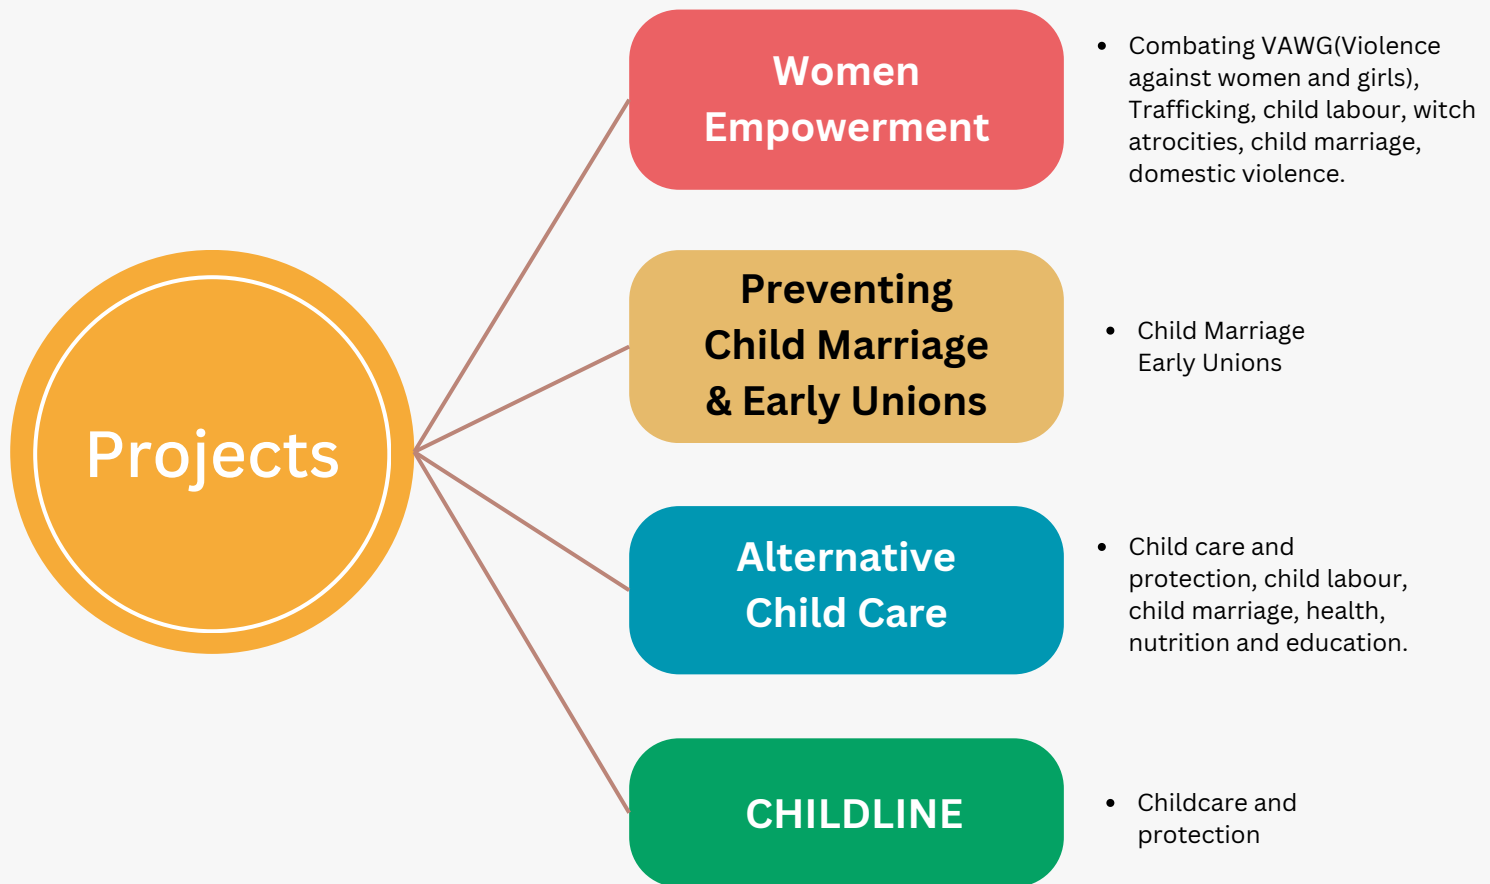 Projects
Women
Empowerment
• Combating VAWG(Violence
against women and girls),
Trafficking, child labour, witch
atrocities, child marriage,
domestic violence.
Preventing
Child Marriage
& Early Unions
• Child Marriage
Early Unions
Alternative
Child Care
• Child care and
protection, child labour,
child marriage, health,
nutrition and education.
CHILDLINE
• Childcare and
protection